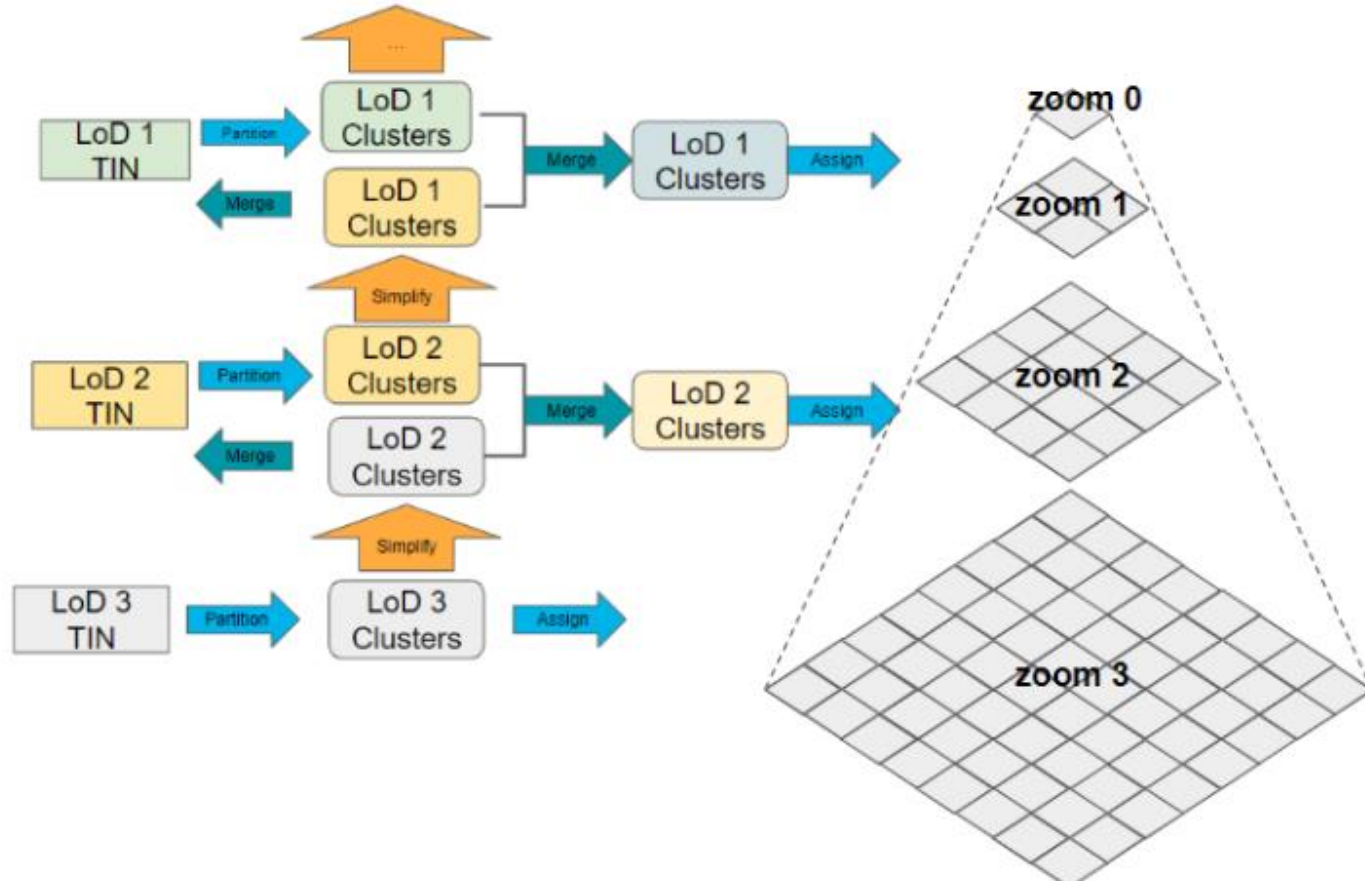 ...
LoD 1
TIN
Partition
LoD 1
Clusters
Merge
LoD 1
Clusters
Merge
LoD 1
Clusters
Assign
Simplify
LoD 2
TIN
Partition
LoD 2
Clusters
Merge
LoD 2
Clusters
Merge
LoD 2
Clusters
Assign
Simplify
LoD 3
TIN
Partition
LoD 3
Clusters
Assign
zoom 0
zoom 1
zoom 2
zoom 3